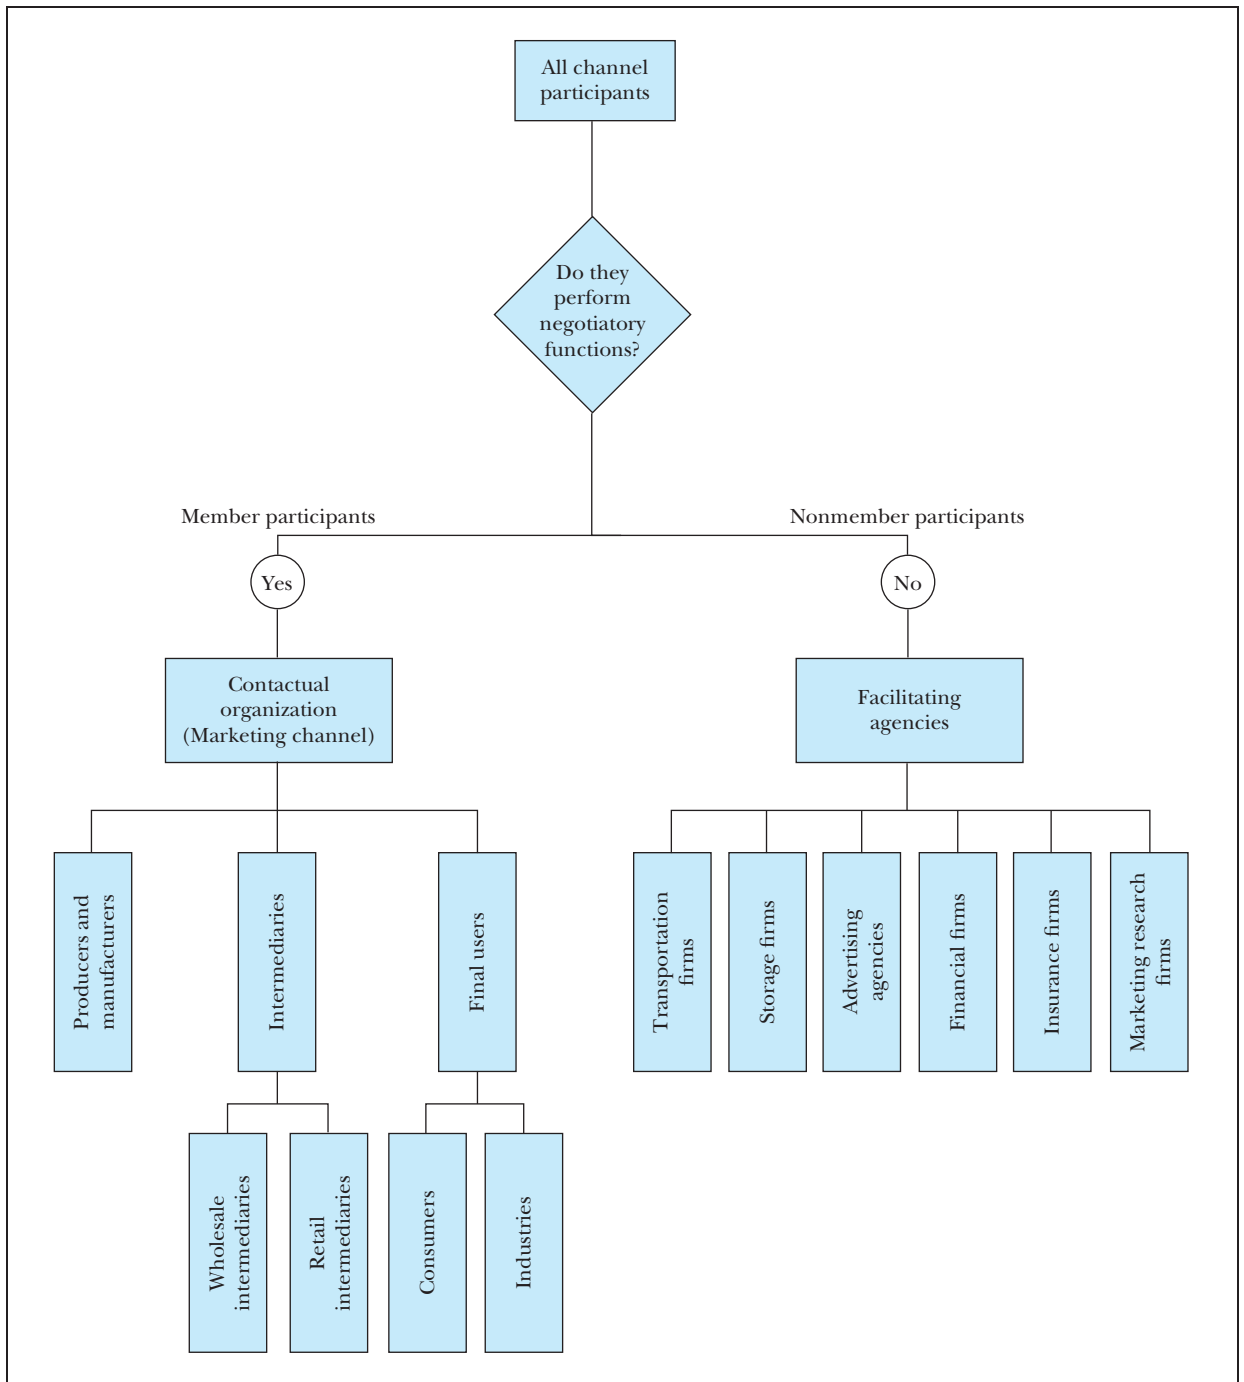 All channel
participants
Do they
perform
negotiatory
functions?
Member participants
Nonmember participants
Yes
No
Contactual
organization
(Marketing channel)
Facilitating
agencies
Producers and
manufacturers
Intermediaries
Final users
Transportation
firms
Storage firms
Advertising
agencies
Financial firms
Insurance firms
Marketing research
firms
Wholesale
intermediaries
Retail
intermediaries
Consumers
Industries